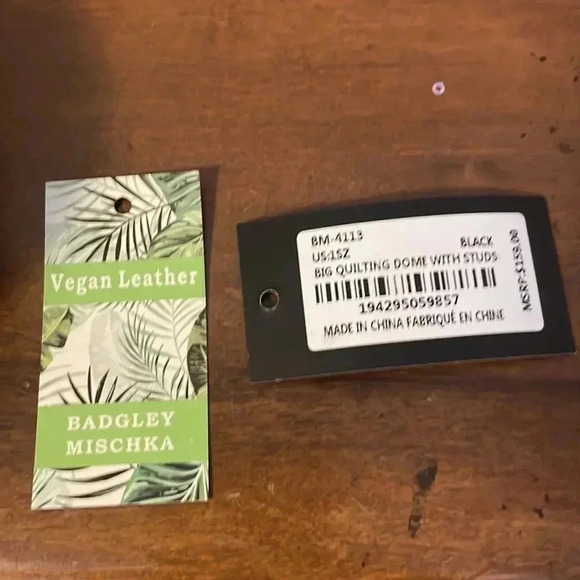 Vegan Leather
BADGLEY
MISCHKA
BM-4113 BLACK
US:1SZ
BIG QUILTING DOME WITH STUDS
194295059857
MADE IN CHINA FABRIQUÉ EN CHINE
MSRP:$159.00